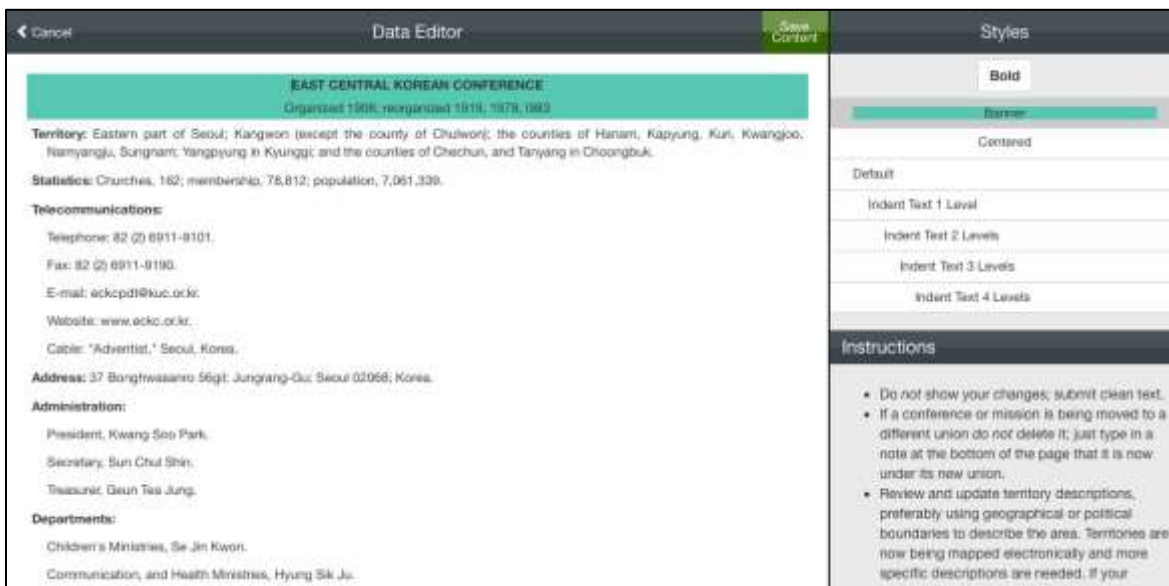 Cancel
Data Editor
Save
Content
EAST CENTRAL KOREAN CONFERENCE
Organized 1908; reorganized 1919, 1979, 1983
Territory: Eastern part of Seoul; Kangwon (except the county of Chulwon); the counties of Hanam, Kapyung, Kuri, Kwangjoo,
Namyangju, Sungnam; Yangpyung in Kyunggi; and the counties of Chechun, and Tanyang in Choongbuk.
Statistics: Churches, 162; membership, 78,812; population, 7,061,339.
Telecommunications:
Telephone: 82 (2) 6911-9101.
Fax: 82 (2) 6911-9190.
E-mail:
Website: www.eckc.or.kr.
Cable: "Adventist," Seoul, Korea.
Address: 37 Bonghwasanro 56gil; Jungrang-Gu; Seoul 02068; Korea.
Administration:
President, Kwang Soo Park.
Secretary, Sun Chul Shin.
Treasurer, Geun Tea Jung.
Departments:
Children's Ministries, Se Jin Kwon.
Communication, and Health Ministries, Hyung Sik Ju.
Styles
Bold
Banner
Centered
Default
Indent Text 1 Level
Indent Text 2 Levels
Indent Text 3 Levels
Indent Text 4 Levels
Instructions
• Do not show your changes; submit clean text.
• If a conference or mission is being moved to a
different union do not delete it; just type in a
note at the bottom of the page that it is now
under its new union.
• Review and update territory descriptions,
preferably using geographical or political
boundaries to describe the area. Territories are
now being mapped electronically and more
specific descriptions are needed. If your